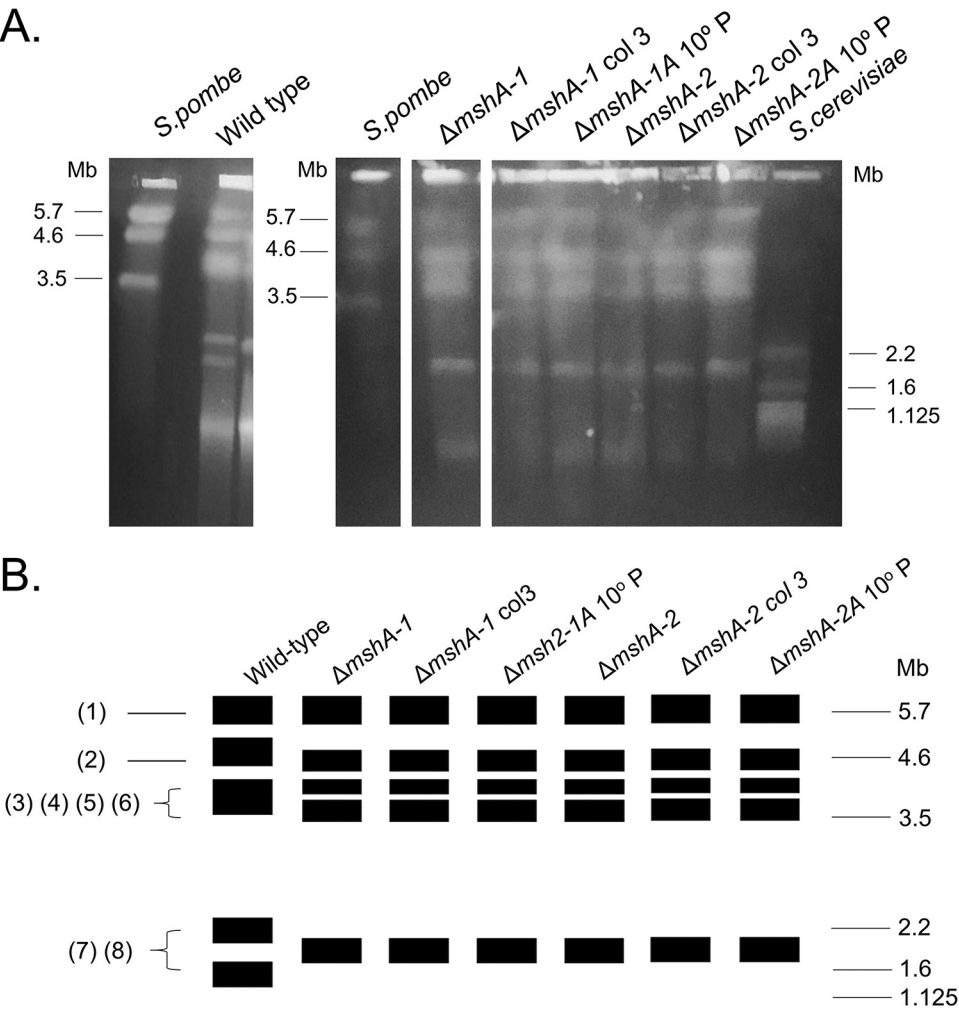 A.
S.pombe
Wild type
S.pombe
ΔmshA-1
ΔmshA-1 col 3
ΔmshA-1A 10º P
ΔmshA-2
ΔmshA-2 col 3
ΔmshA-2A 10º P
S.cerevisiae
Mb
5.7
4.6
3.5
Mb
5.7
4.6
3.5
Mb
2.2
1.6
1.125
B.
Wild-type
ΔmshA-1
ΔmshA-1 col3
Δmsh2-1A 10º P
ΔmshA-2
ΔmshA-2 col 3
ΔmshA-2A 10º P
Mb
(1)
5.7
(2)
4.6
(3) (4) (5) (6)
3.5
(7) (8)
2.2
1.6
1.125